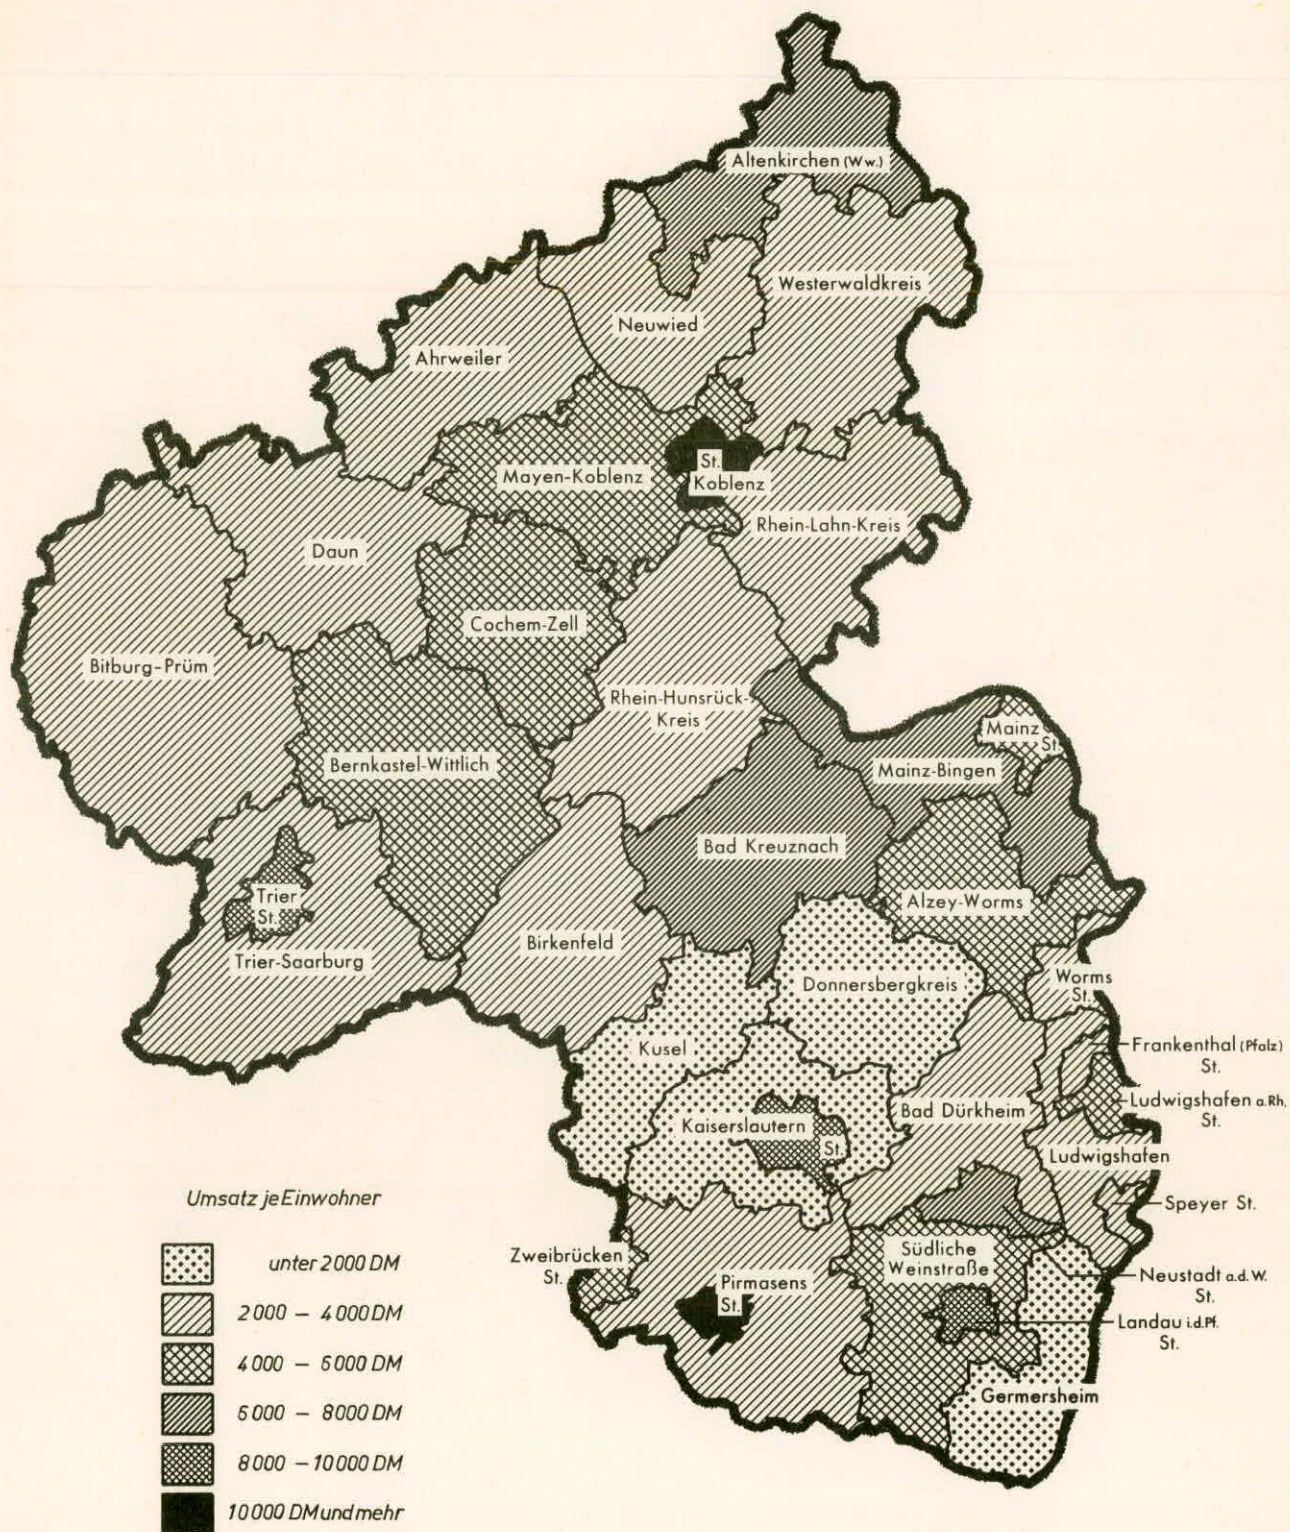 Altenkirchen (Ww.)
Westerwaldkreis
Neuwied
Ahrweiler
St.
Koblenz
Mayen-Koblenz
Rhein-Lahn-Kreis
Daun
Cochem-Zell
Bitburg-Prüm
Rhein-Hunsrück-
Kreis
Mainz
St.
Bernkastel-Wittlich
Mainz-Bingen
Bad Kreuznach
Trier
St.
Alzey-Worms
Birkenfeld
Trier-Saarburg
Donnersbergkreis
Worms
St.
Kusel
Frankenthal (Pfalz)
St.
Ludwigshafen a.Rh.
St.
Bad Dürkheim
Kaiserslautern
St.
Ludwigshafen
Speyer St.
Umsatz je Einwohner
unter 2000 DM
2000 – 4000 DM
4000 – 6000 DM
6000 – 8000 DM
8000 – 10000 DM
10000 DM und mehr
Zweibrücken
St.
Südliche
Weinstraße
Pirmasens
St.
Neustadt a.d.W.
St.
Landau i.d.Pf.
St.
Germersheim